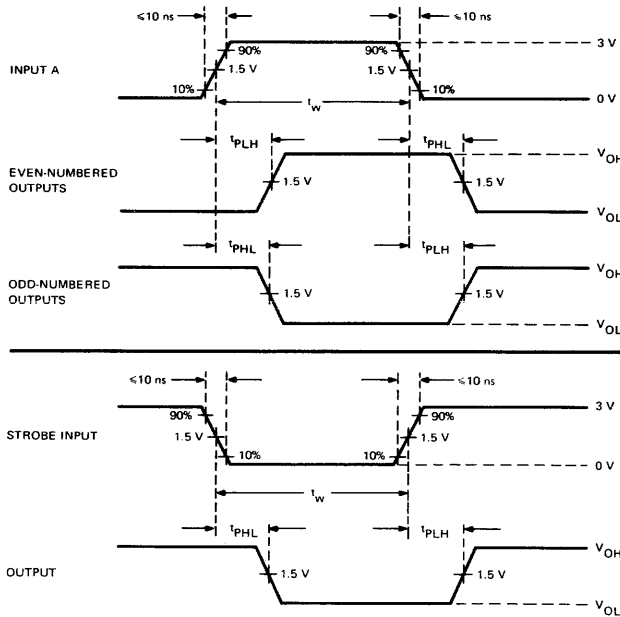 ≤10 ns ≤10 ns
90% 90% 3 V
INPUT A 1.5 V 1.5 V
10% 10% 0 V
tW
tPLH tPHL
VOH
EVEN-NUMBERED
OUTPUTS 1.5 V 1.5 V
VOL
tPHL tPLH
VOH
ODD-NUMBERED
OUTPUTS 1.5 V 1.5 V
VOL
≤10 ns ≤10 ns
3 V
90% 90%
STROBE INPUT 1.5 V 1.5 V
10% 10% 0 V
tW
tPHL tPLH
VOH
OUTPUT 1.5 V 1.5 V
VOL